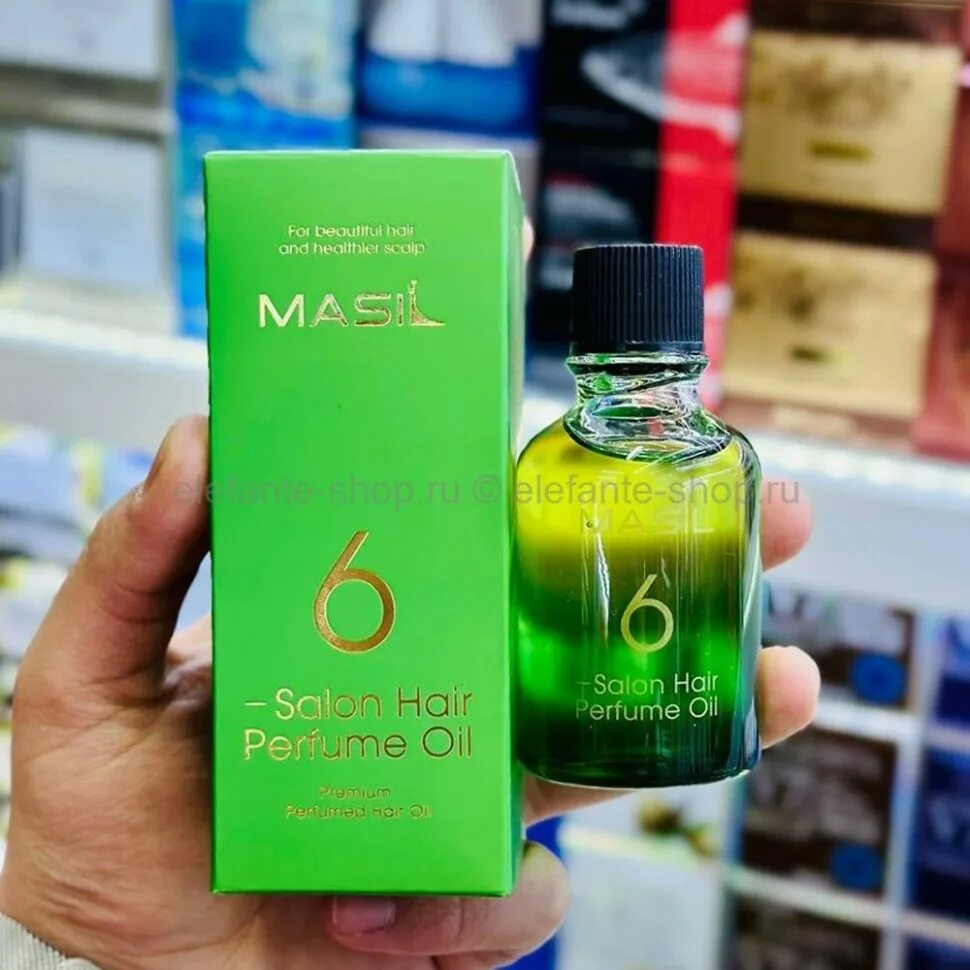 For beautiful hair
and healthier scalp
MASIL
6
–Salon Hair
Perfume Oil
Premium
Perfumed Hair Oil
MASIL
6
–Salon Hair
Perfume Oil
elefante-shop.ru © elefante-shop.ru